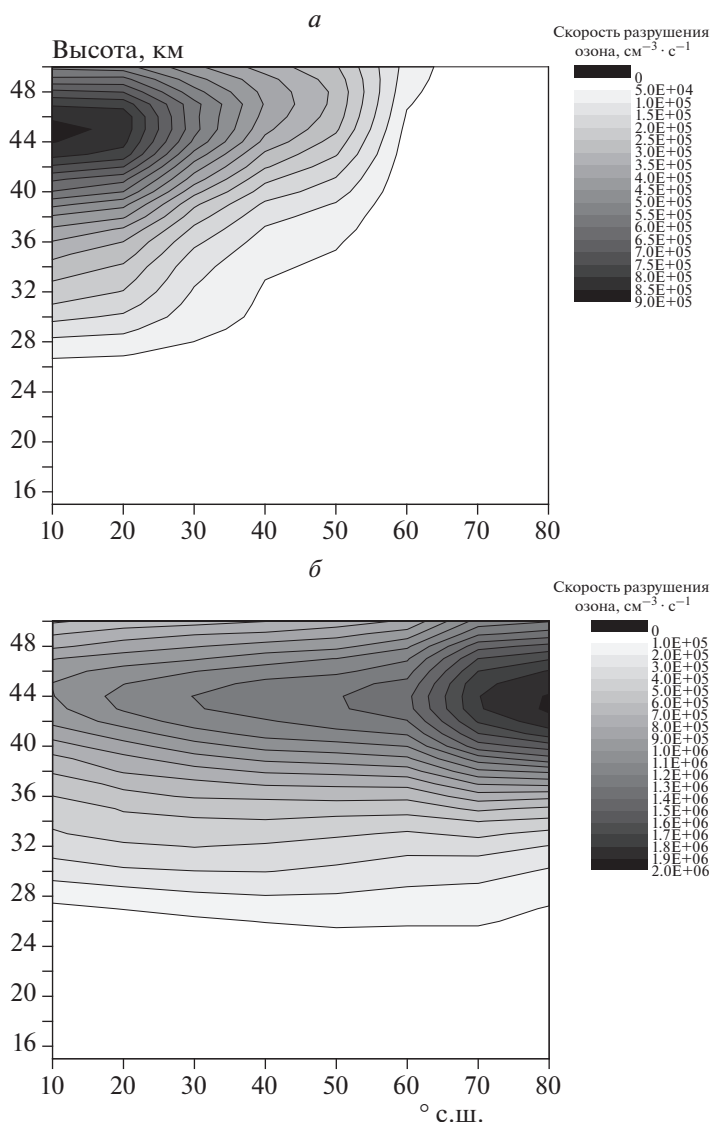 а
Скорость разрушения
озона, см⁻³ · с⁻¹
Высота, км
0
5.0E+04
1.0E+05
1.5E+05
2.0E+05
2.5E+05
3.0E+05
3.5E+05
4.0E+05
4.5E+05
5.0E+05
5.5E+05
6.0E+05
6.5E+05
7.0E+05
7.5E+05
8.0E+05
8.5E+05
9.0E+05
48
44
40
36
32
28
24
20
16
10 20 30 40 50 60 70 80
б
Скорость разрушения
озона, см⁻³ · с⁻¹
0
1.0E+05
2.0E+05
3.0E+05
4.0E+05
5.0E+05
6.0E+05
7.0E+05
8.0E+05
9.0E+05
1.0E+06
1.1E+06
1.2E+06
1.3E+06
1.4E+06
1.5E+06
1.6E+06
1.7E+06
1.8E+06
1.9E+06
2.0E+06
48
44
40
36
32
28
24
20
16
10 20 30 40 50 60 70 80
° с.ш.